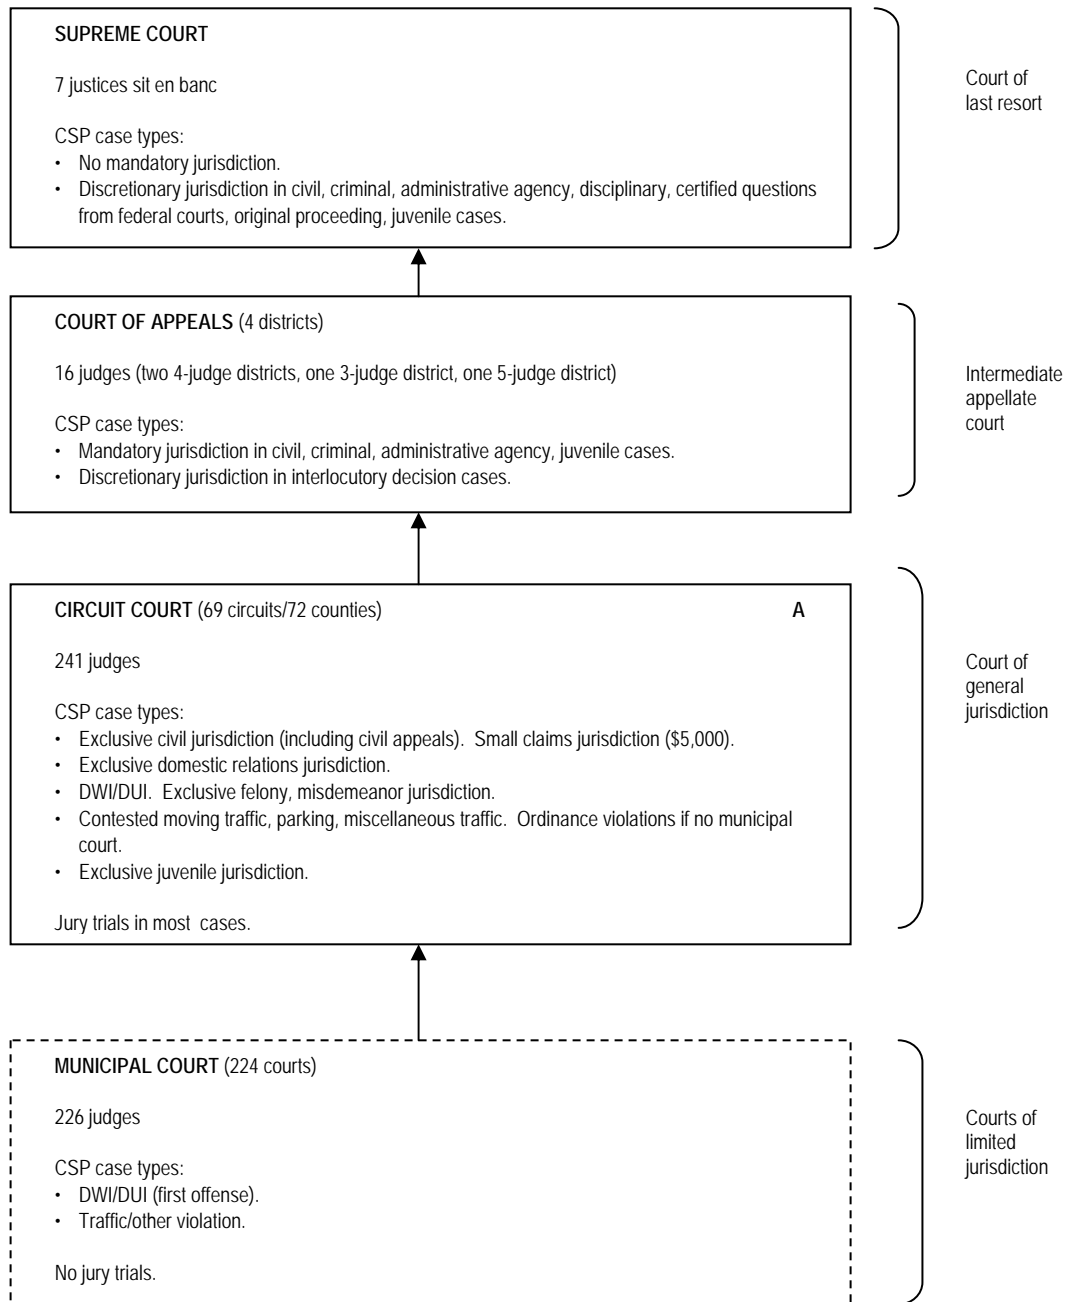 SUPREME COURT
7 justices sit en banc
CSP case types:
• No mandatory jurisdiction.
• Discretionary jurisdiction in civil, criminal, administrative agency, disciplinary, certified questions
from federal courts, original proceeding, juvenile cases.
Court of
last resort
COURT OF APPEALS (4 districts)
16 judges (two 4-judge districts, one 3-judge district, one 5-judge district)
CSP case types:
• Mandatory jurisdiction in civil, criminal, administrative agency, juvenile cases.
• Discretionary jurisdiction in interlocutory decision cases.
Intermediate
appellate
court
CIRCUIT COURT (69 circuits/72 counties) A
241 judges
CSP case types:
• Exclusive civil jurisdiction (including civil appeals). Small claims jurisdiction ($5,000).
• Exclusive domestic relations jurisdiction.
• DWI/DUI. Exclusive felony, misdemeanor jurisdiction.
• Contested moving traffic, parking, miscellaneous traffic. Ordinance violations if no municipal
court.
• Exclusive juvenile jurisdiction.
Jury trials in most cases.
Court of
general
jurisdiction
MUNICIPAL COURT (224 courts)
226 judges
CSP case types:
• DWI/DUI (first offense).
• Traffic/other violation.
No jury trials.
Courts of
limited
jurisdiction